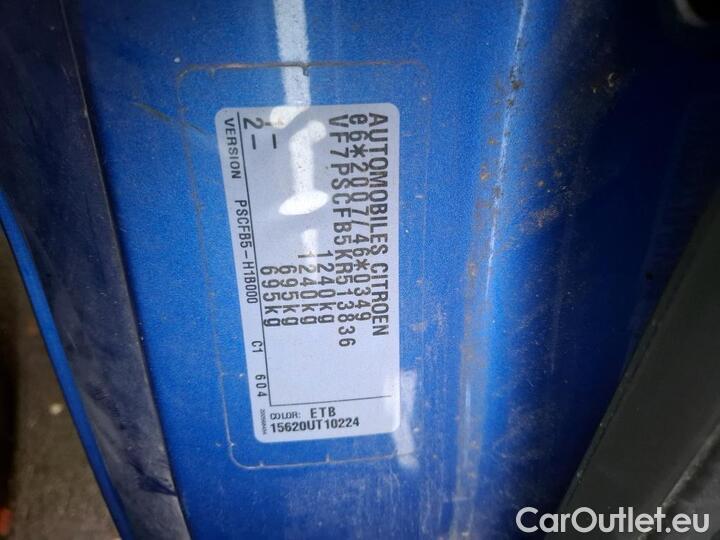 AUTOMOBILES CITROEN
e6*2007/46*0349
VF7PSCFB5KR513836
1240kg
1240kg
1- 695kg
2- 695kg
VERSION PSCFB5-H1B000 C1 604
COLOR: ETB
15620UT10224
CarOutlet.eu